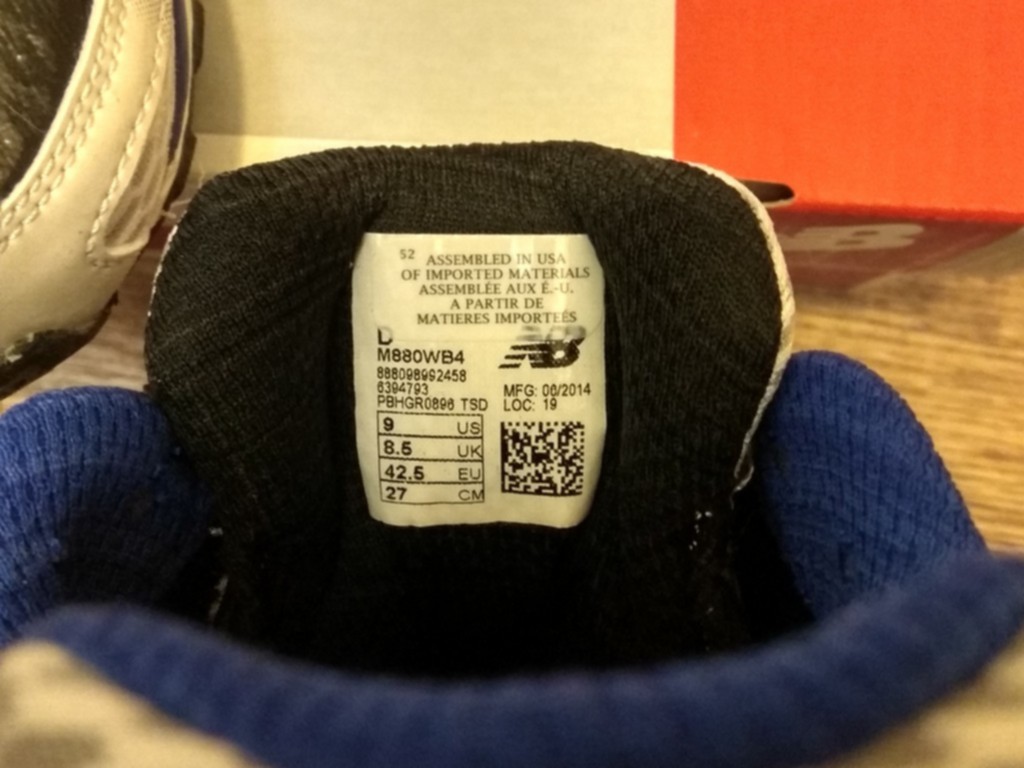 52 ASSEMBLED IN USA
OF IMPORTED MATERIALS
ASSEMBLÉE AUX É.-U.
A PARTIR DE
MATIERES IMPORTEÉS
D
M880WB4
888098992458
6394793
PBHGR0896 TSD
NB
MFG: 06/2014
LOC: 19
9 US
8.5 UK
42.5 EU
27 CM
B